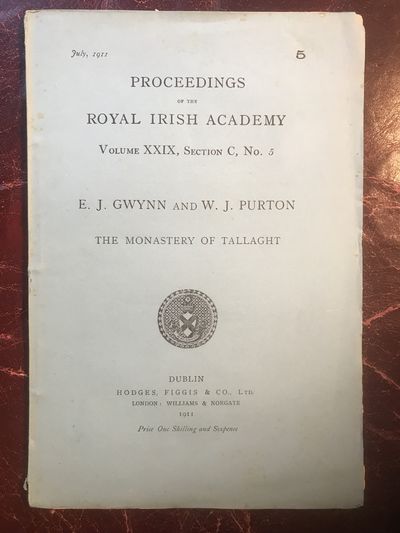 July, 1911
5
PROCEEDINGS
OF THE
ROYAL IRISH ACADEMY
VOLUME XXIX, SECTION C, No. 5
E. J. GWYNN AND W. J. PURTON
THE MONASTERY OF TALLAGHT
DUBLIN
HODGES, FIGGIS & CO., LTD.
LONDON: WILLIAMS & NORGATE
1911
Price One Shilling and Sixpence